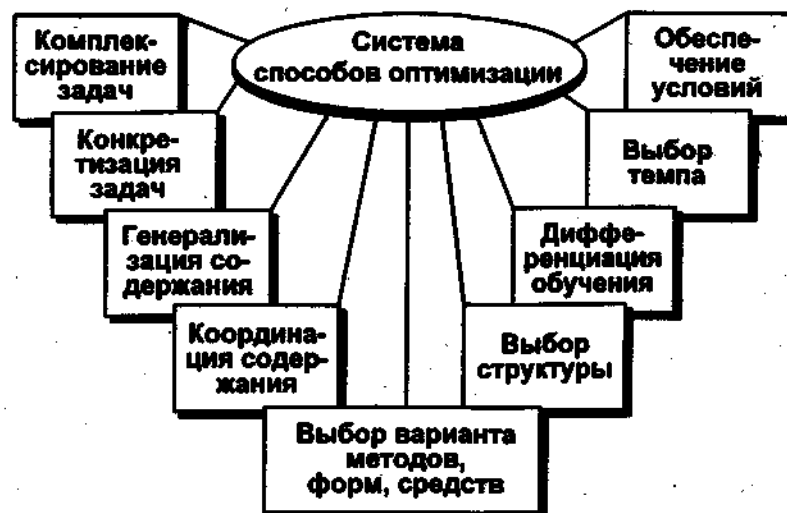 Комплек-
сирование
задач
Система
способов оптимизации
Обеспе-
чение
условий
Конкре-
тизация
задач
Выбор
темпа
Генерали-
зация со-
держания
Диффе-
ренциация
обучения
Координа-
ция содер-
жания
Выбор
структуры
Выбор варианта
методов,
форм, средств